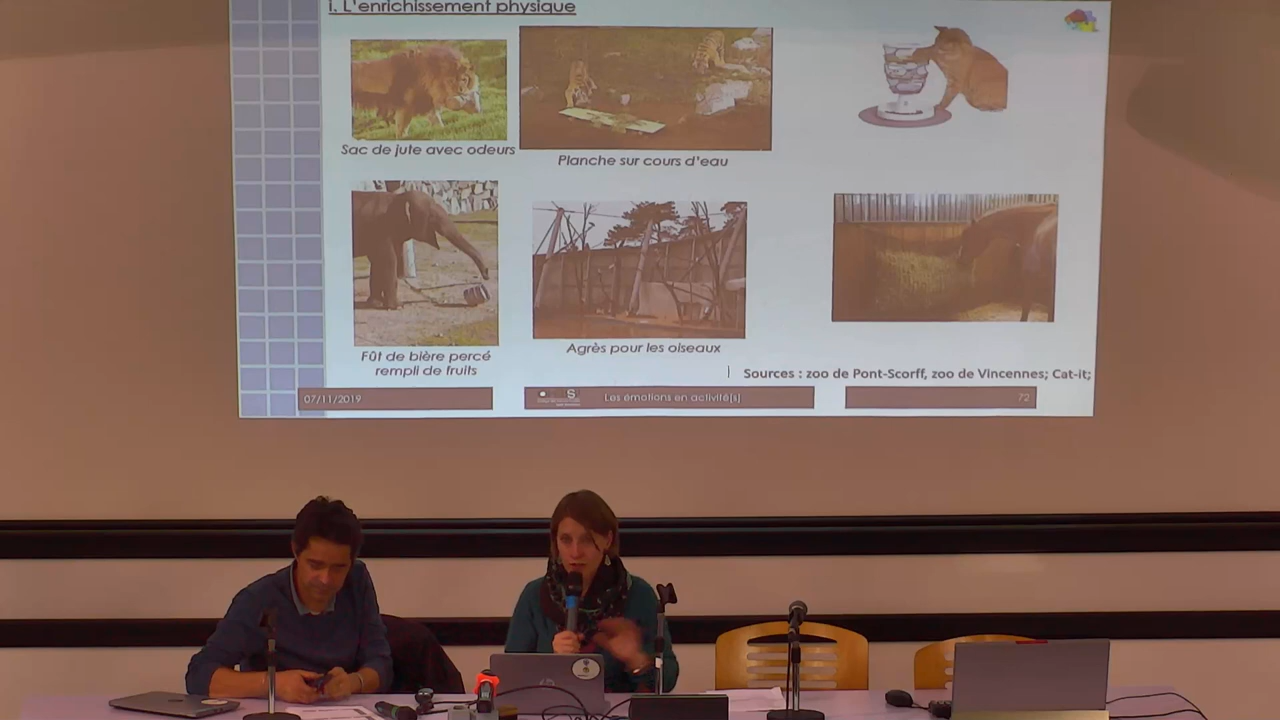 i. L'enrichissement physique
Sac de jute avec odeurs
Planche sur cours d'eau
Fût de bière percé
rempli de fruits
Agrès pour les oiseaux
Sources : zoo de Pont-Scorff, zoo de Vincennes; Cat-it;
07/11/2019
Les émotions en activité(s)
72